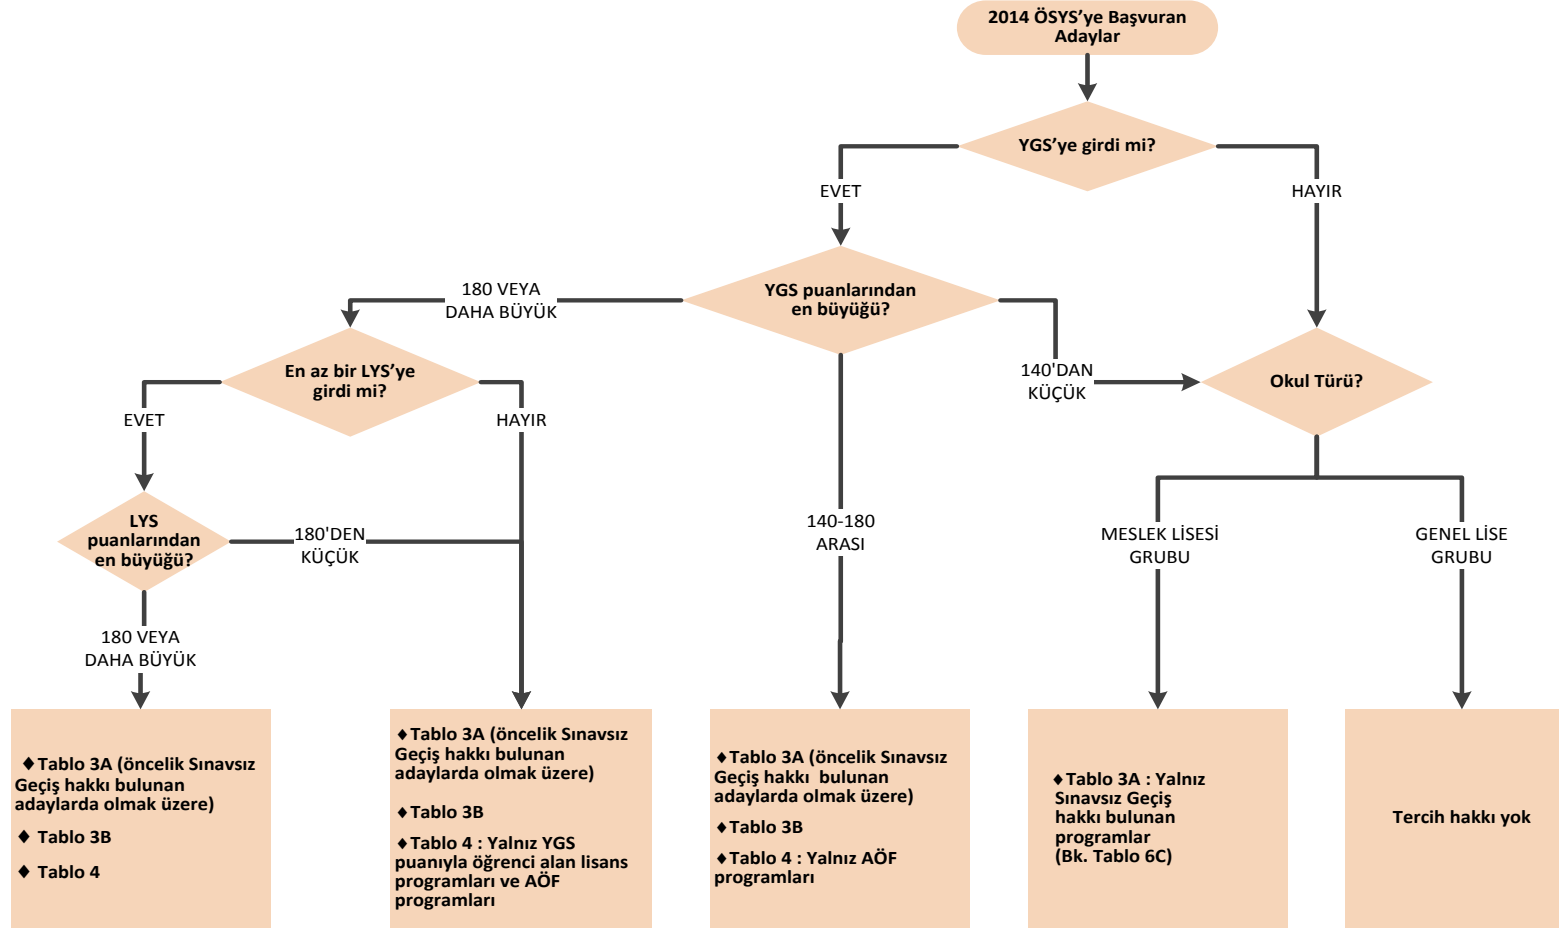 2014 ÖSYS’ye Başvuran
Adaylar
YGS’ye girdi mi?
EVET
HAYIR
YGS puanlarından
en büyüğü?
180 VEYA
DAHA BÜYÜK
140'DAN
KÜÇÜK
140-180
ARASI
En az bir LYS’ye
girdi mi?
EVET
HAYIR
Okul Türü?
LYS
puanlarından
en büyüğü?
180'DEN
KÜÇÜK
180 VEYA
DAHA BÜYÜK
MESLEK LİSESİ
GRUBU
GENEL LİSE
GRUBU
♦Tablo 3A (öncelik Sınavsız
Geçiş hakkı bulunan
adaylarda olmak üzere)
♦ Tablo 3B
♦ Tablo 4
♦Tablo 3A (öncelik Sınavsız
Geçiş hakkı bulunan
adaylarda olmak üzere)
♦Tablo 3B
♦Tablo 4 : Yalnız YGS
puanıyla öğrenci alan lisans
programları ve AÖF
programları
♦Tablo 3A (öncelik Sınavsız
Geçiş hakkı bulunan
adaylarda olmak üzere)
♦Tablo 3B
♦Tablo 4 : Yalnız AÖF
programları
♦Tablo 3A : Yalnız
Sınavsız Geçiş
hakkı bulunan
programlar
(Bk. Tablo 6C)
Tercih hakkı yok